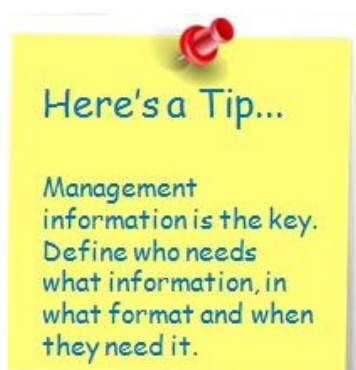 Here's a Tip...
Management
information is the key.
Define who needs
what information, in
what format and when
they need it.